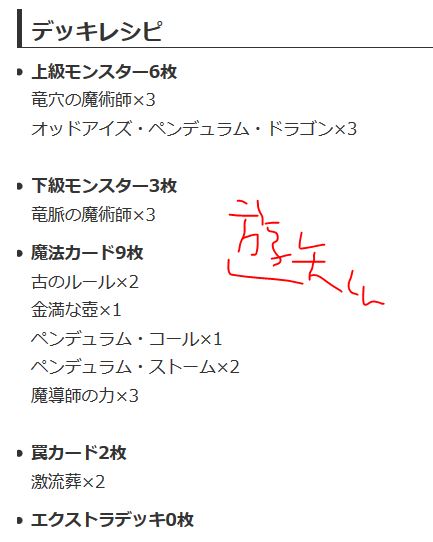 デッキレシピ
上級モンスター6枚
竜穴の魔術師×3
オッドアイズ・ペンデュラム・ドラゴン×3
下級モンスター3枚
竜脈の魔術師×3
遊矢くん
魔法カード9枚
古のルール×2
金満な壺×1
ペンデュラム・コール×1
ペンデュラム・ストーム×2
魔導師の力×3
罠カード2枚
激流葬×2
エクストラデッキ0枚